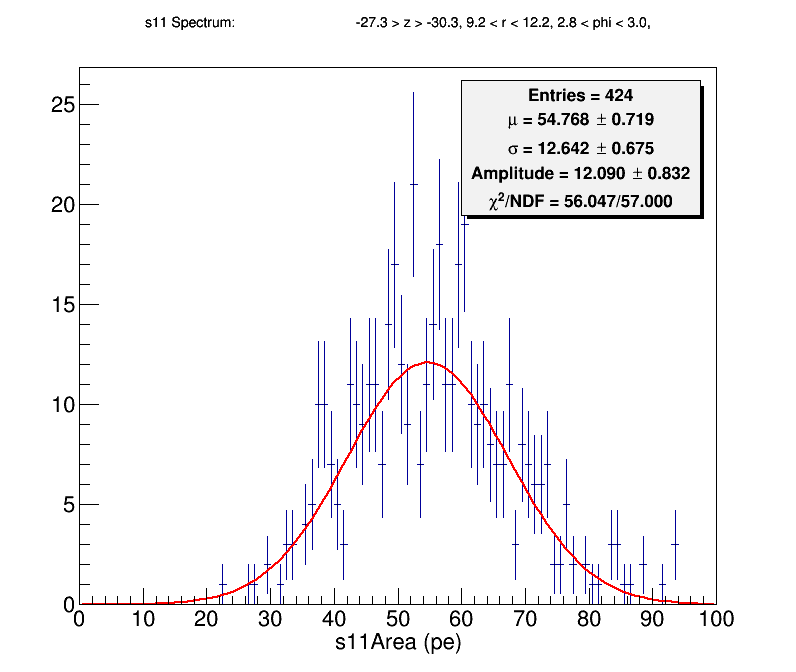 s11 Spectrum: -27.3 > z > -30.3, 9.2 < r < 12.2, 2.8 < phi < 3.0,
Entries = 424
μ = 54.768 ± 0.719
σ = 12.642 ± 0.675
Amplitude = 12.090 ± 0.832
χ²/NDF = 56.047/57.000
25
20
15
10
5
0
0 10 20 30 40 50 60 70 80 90 100
s11Area (pe)